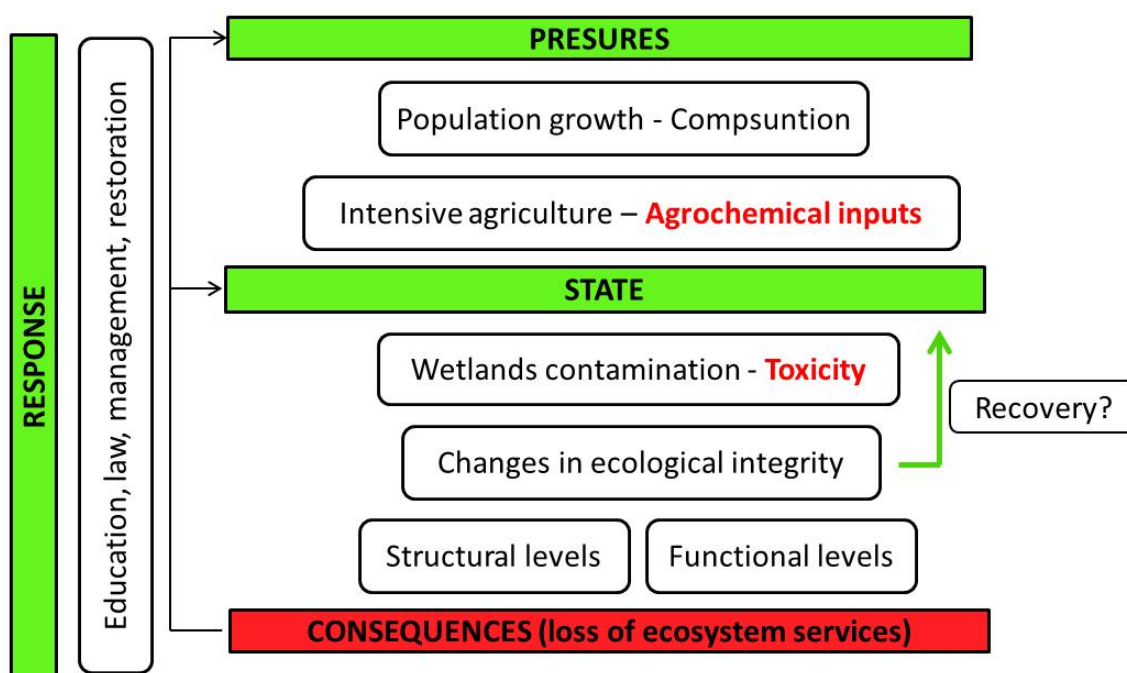 RESPONSE
Education, law, management, restoration
PRESURES
Population growth - Compsuntion
Intensive agriculture – Agrochemical inputs
STATE
Wetlands contamination - Toxicity
Recovery?
Changes in ecological integrity
Structural levels
Functional levels
CONSEQUENCES (loss of ecosystem services)